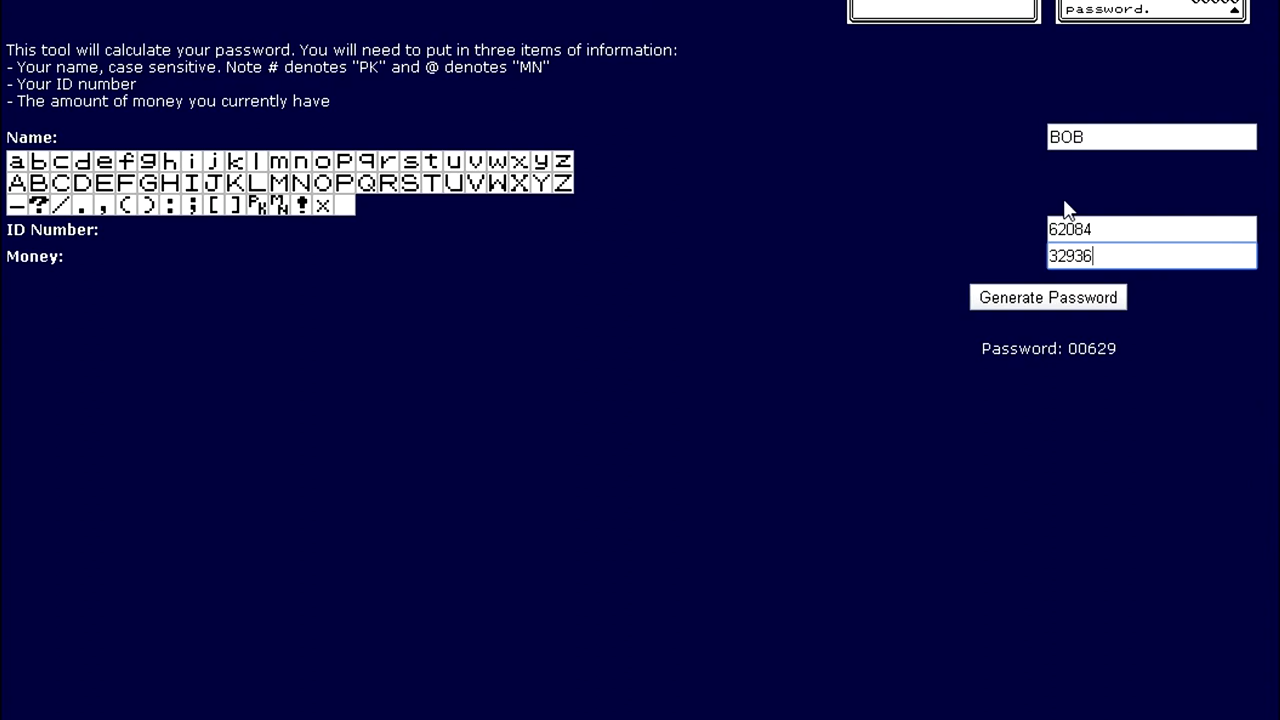 password.
This tool will calculate your password. You will need to put in three items of information:
- Your name, case sensitive. Note # denotes "PK" and @ denotes "MN"
- Your ID number
- The amount of money you currently have
Name:
BOB
a b c d e f g h i j k l m n o p q r s t u v w x y z
A B C D E F G H I J K L M N O P Q R S T U V W X Y Z
- ? / . , ( ) : ; [ ] PK MN ! x
ID Number:
62084
Money:
32936
Generate Password
Password: 00629